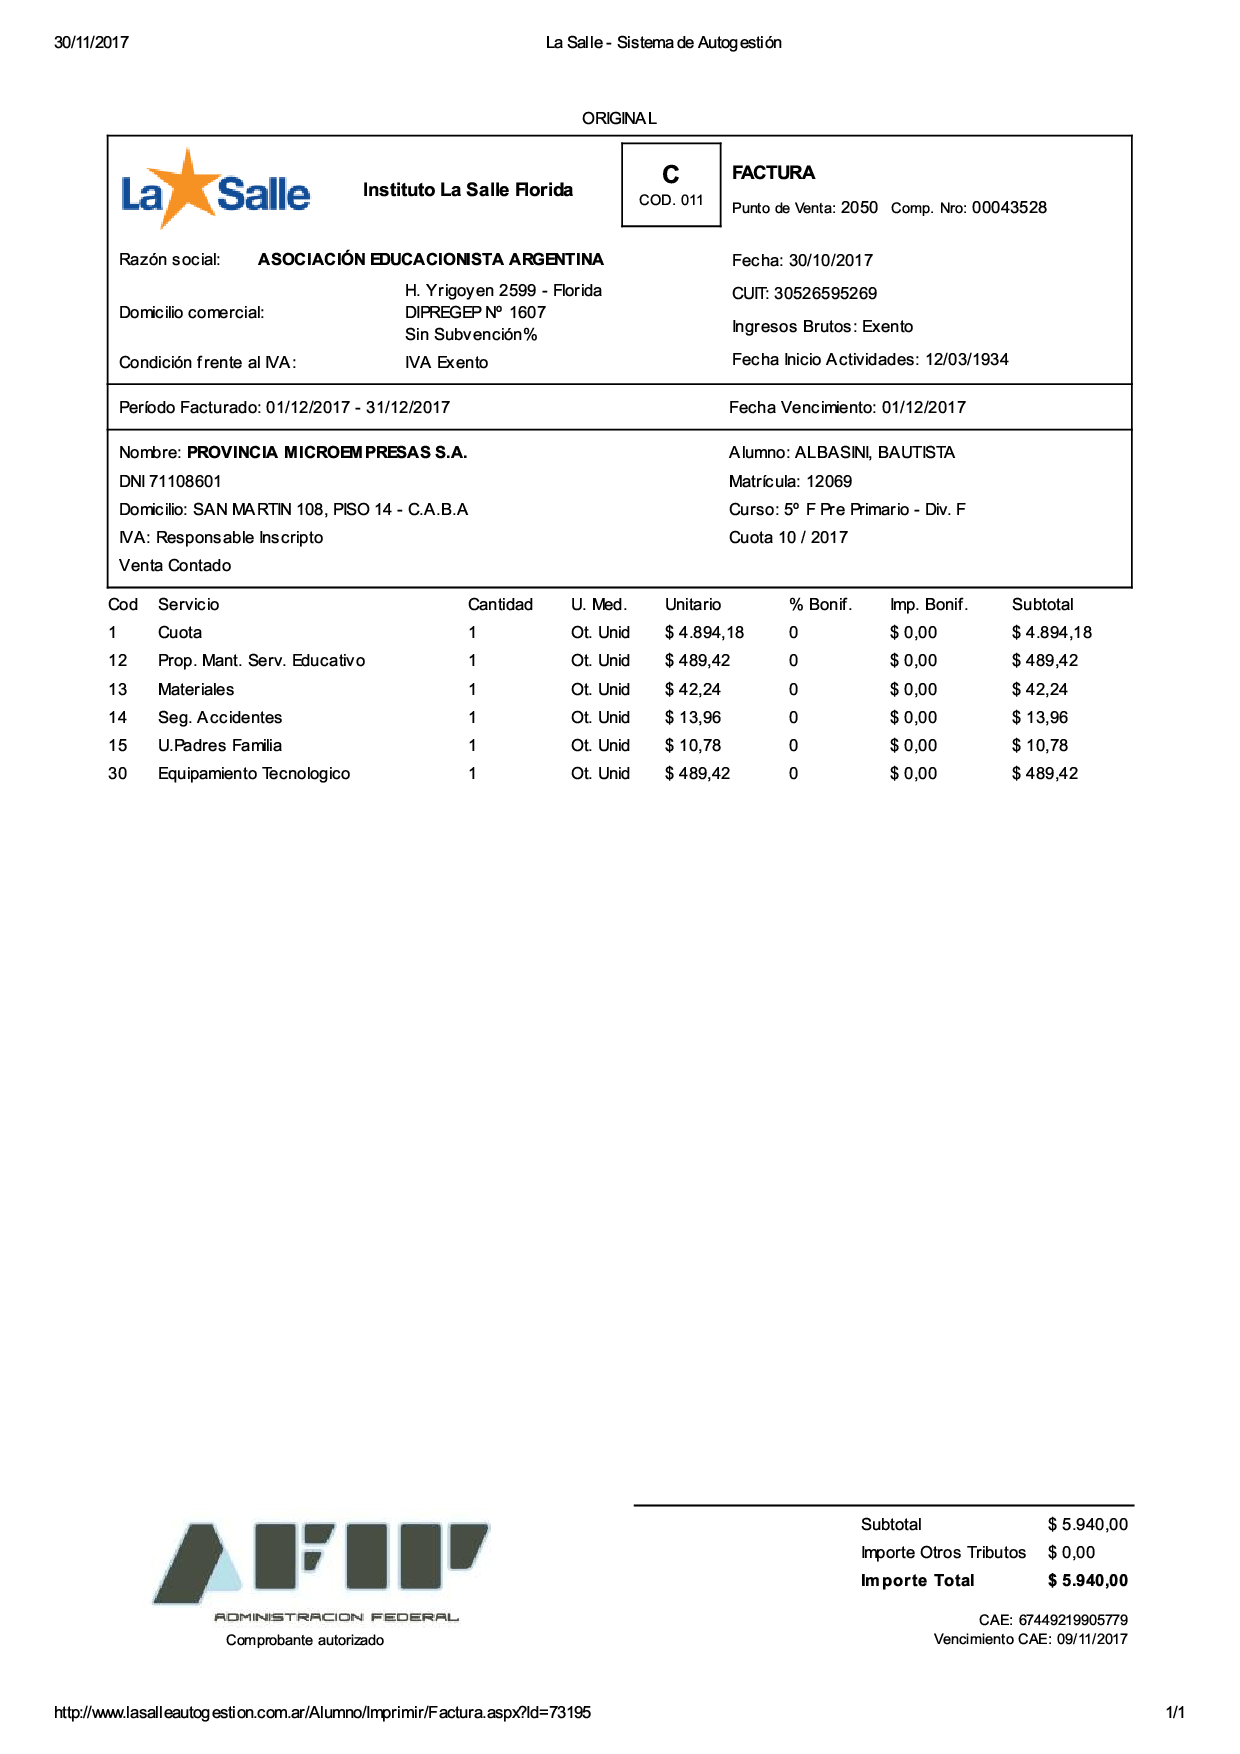 30/11/2017 La Salle - Sistema de Autogestión
ORIGINAL
La Salle
Instituto La Salle Florida
C
COD. 011
FACTURA
Punto de Venta: 2050 Comp. Nro: 00043528
Razón social: ASOCIACIÓN EDUCACIONISTA ARGENTINA
Domicilio comercial:
H. Yrigoyen 2599 - Florida
DIPREGEP Nº 1607
Sin Subvención%
Condición frente al IVA: IVA Exento
Fecha: 30/10/2017
CUIT: 30526595269
Ingresos Brutos: Exento
Fecha Inicio Actividades: 12/03/1934
Período Facturado: 01/12/2017 - 31/12/2017 Fecha Vencimiento: 01/12/2017
Nombre: PROVINCIA MICROEMPRESAS S.A.
DNI 71108601
Domicilio: SAN MARTIN 108, PISO 14 - C.A.B.A
IVA: Responsable Inscripto
Venta Contado
Alumno: ALBASINI, BAUTISTA
Matrícula: 12069
Curso: 5º F Pre Primario - Div. F
Cuota 10 / 2017
Cod Servicio Cantidad U. Med. Unitario % Bonif. Imp. Bonif. Subtotal
1 Cuota 1 Ot. Unid $ 4.894,18 0 $ 0,00 $ 4.894,18
12 Prop. Mant. Serv. Educativo 1 Ot. Unid $ 489,42 0 $ 0,00 $ 489,42
13 Materiales 1 Ot. Unid $ 42,24 0 $ 0,00 $ 42,24
14 Seg. Accidentes 1 Ot. Unid $ 13,96 0 $ 0,00 $ 13,96
15 U.Padres Familia 1 Ot. Unid $ 10,78 0 $ 0,00 $ 10,78
30 Equipamiento Tecnologico 1 Ot. Unid $ 489,42 0 $ 0,00 $ 489,42
AFIP
ADMINISTRACION FEDERAL
Comprobante autorizado
Subtotal $ 5.940,00
Importe Otros Tributos $ 0,00
Importe Total $ 5.940,00
CAE: 67449219905779
Vencimiento CAE: 09/11/2017
http://www.lasalleautogestion.com.ar/Alumno/Imprimir/Factura.aspx?Id=73195 1/1